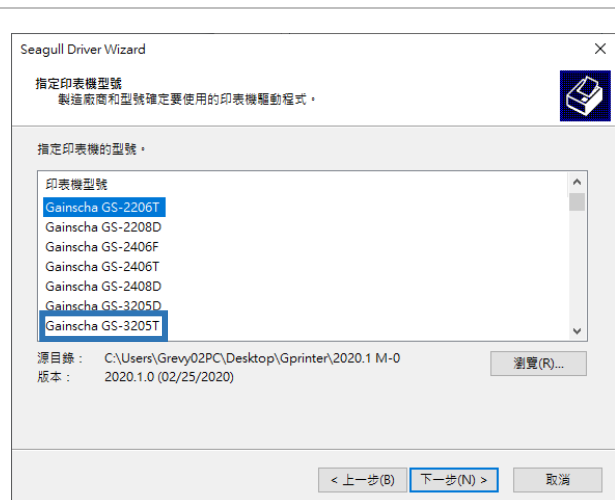 Seagull Driver Wizard
指定印表機型號
製造廠商和型號確定要使用的印表機驅動程式。
指定印表機的型號。
印表機型號
Gainscha GS-2206T
Gainscha GS-2208D
Gainscha GS-2406F
Gainscha GS-2406T
Gainscha GS-2408D
Gainscha GS-3205D
Gainscha GS-3205T
源目錄： C:\Users\Grevy02PC\Desktop\Gprinter\2020.1 M-0
瀏覽(R)...
版本： 2020.1.0 (02/25/2020)
< 上一步(B) 下一步(N) > 取消